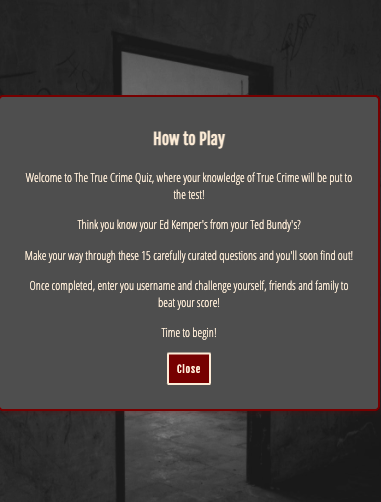 How to Play
Welcome to The True Crime Quiz, where your knowledge of True Crime will be put to
the test!
Think you know your Ed Kemper's from your Ted Bundy's?
Make your way through these 15 carefully curated questions and you'll soon find out!
Once completed, enter you username and challenge yourself, friends and family to
beat your score!
Time to begin!
Close